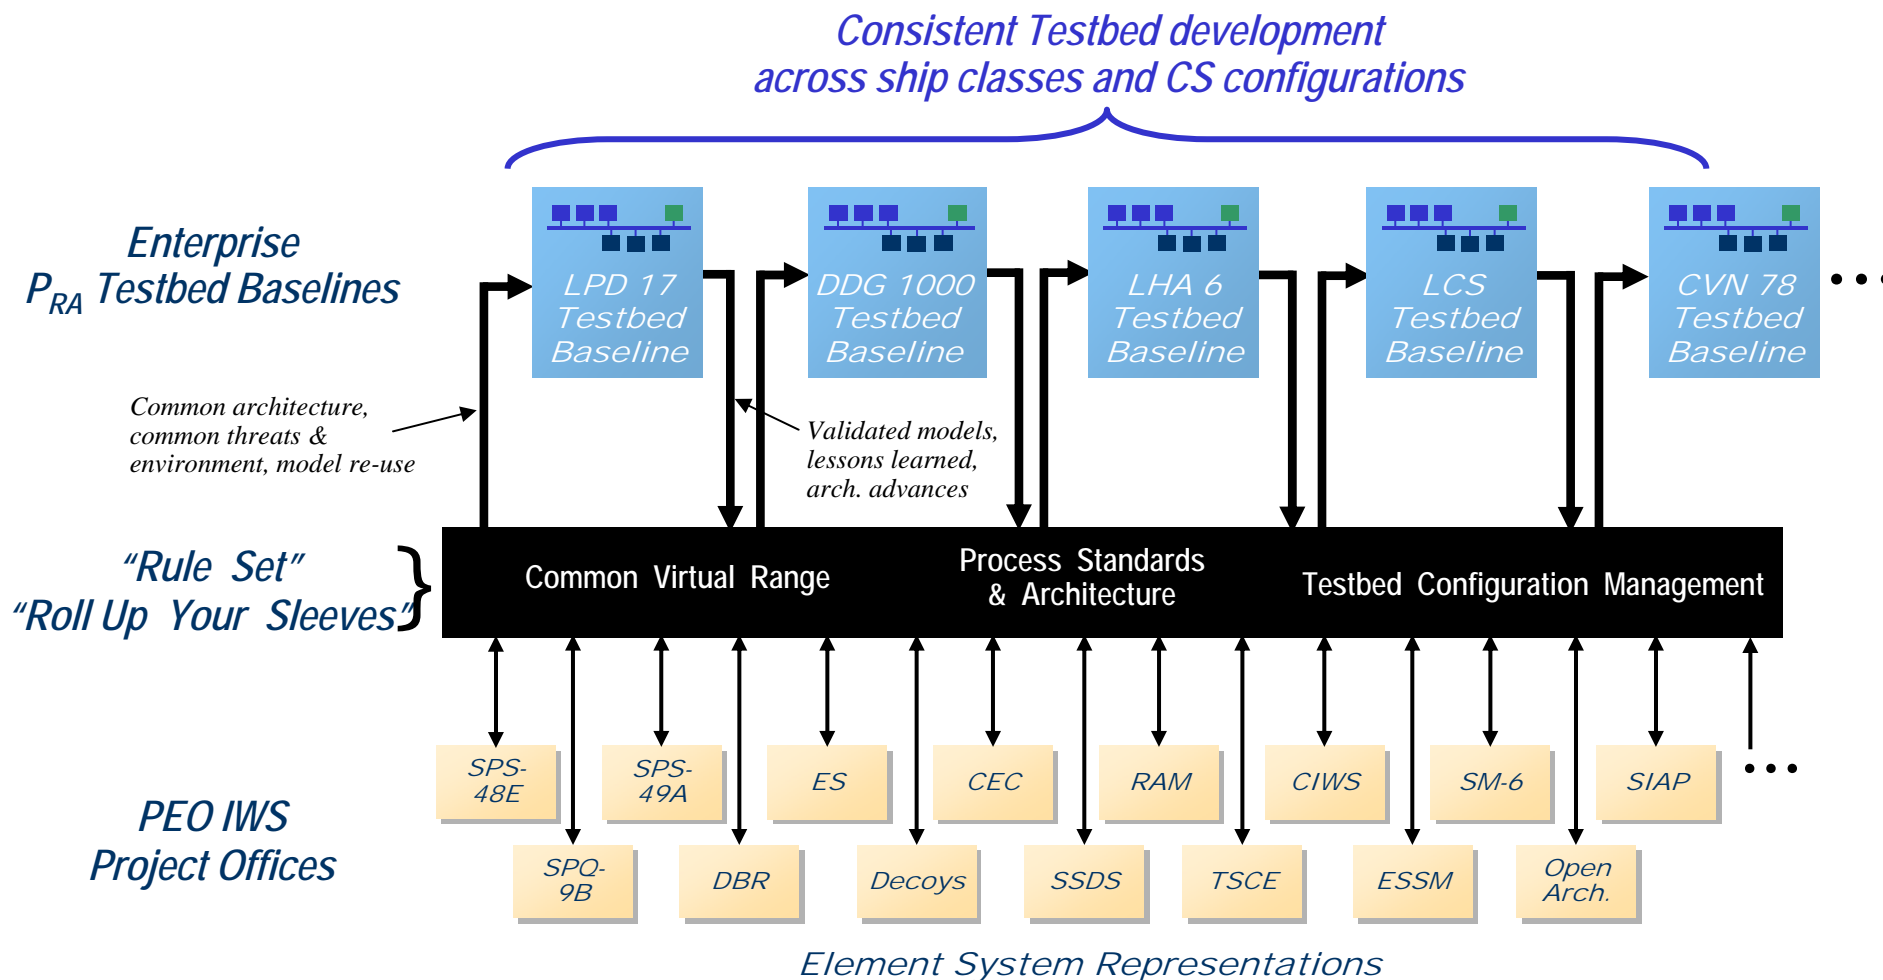 Consistent Testbed development
across ship classes and CS configurations
Enterprise
PRA Testbed Baselines
LPD 17
Testbed
Baseline
DDG 1000
Testbed
Baseline
LHA 6
Testbed
Baseline
LCS
Testbed
Baseline
CVN 78
Testbed
Baseline
...
Common architecture,
common threats &
environment, model re-use
Validated models,
lessons learned,
arch. advances
“Rule Set”
“Roll Up Your Sleeves”
}
Common Virtual Range
Process Standards
& Architecture
Testbed Configuration Management
PEO IWS
Project Offices
SPS-
48E
SPS-
49A
ES
CEC
RAM
CIWS
SM-6
SIAP
...
SPQ-
9B
DBR
Decoys
SSDS
TSCE
ESSM
Open
Arch.
Element System Representations